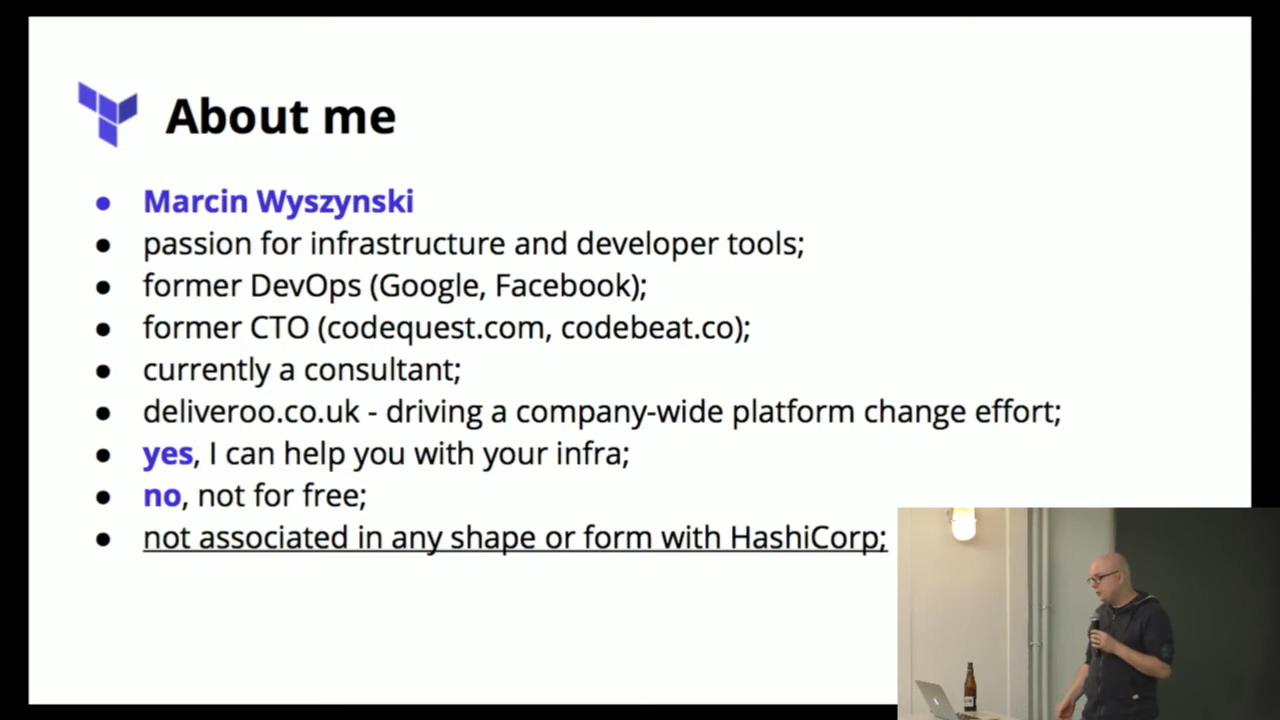 About me
Marcin Wyszynski
passion for infrastructure and developer tools;
former DevOps (Google, Facebook);
former CTO (codequest.com, codebeat.co);
currently a consultant;
deliveroo.co.uk - driving a company-wide platform change effort;
yes, I can help you with your infra;
no, not for free;
not associated in any shape or form with HashiCorp;